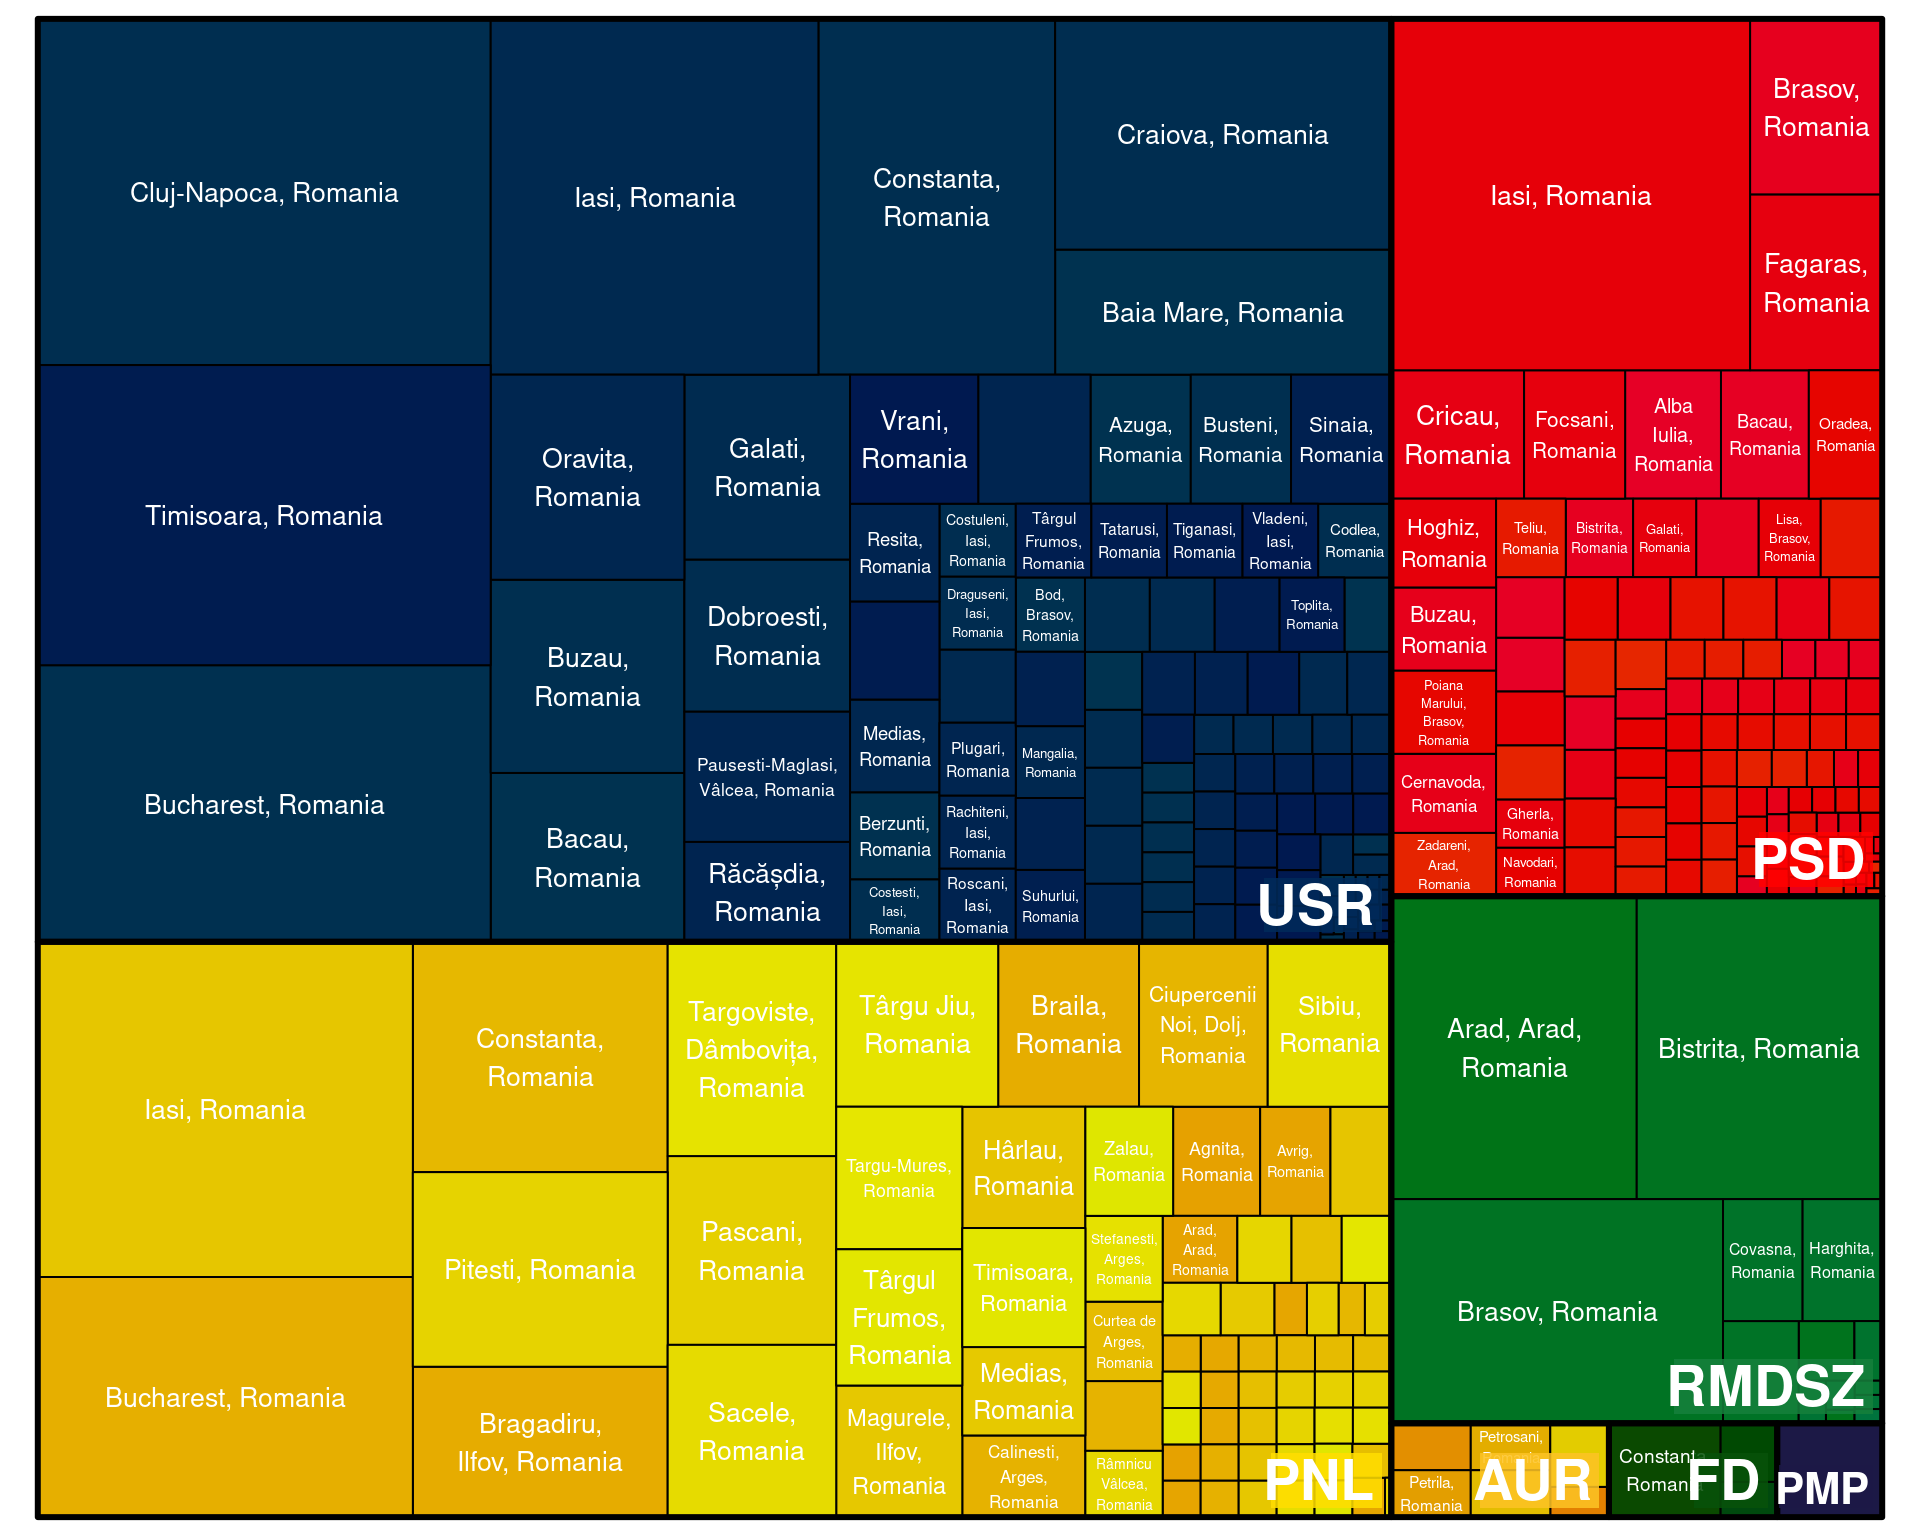 Cluj-Napoca, Romania
Timisoara, Romania
Bucharest, Romania
Iasi, Romania
Constanta,
Romania
Craiova, Romania
Baia Mare, Romania
Oravita,
Romania
Buzau,
Romania
Bacau,
Romania
Galati,
Romania
Dobroesti,
Romania
Pausesti-Maglasi,
Vâlcea, Romania
Răcășdia,
Romania
Vrani,
Romania
Azuga,
Romania
Busteni,
Romania
Sinaia,
Romania
Resita,
Romania
Medias,
Romania
Berzunti,
Romania
Costesti,
Iasi,
Romania
Costuleni,
Iasi,
Romania
Draguseni,
Iasi,
Romania
Plugari,
Romania
Rachiteni,
Iasi,
Romania
Roscani,
Iasi,
Romania
Târgul
Frumos,
Romania
Tatarusi,
Romania
Tiganasi,
Romania
Vladeni,
Iasi,
Romania
Codlea,
Romania
Bod,
Brasov,
Romania
Toplita,
Romania
Mangalia,
Romania
Suhurlui,
Romania
USR
Iasi, Romania
Brasov,
Romania
Fagaras,
Romania
Cricau,
Romania
Focsani,
Romania
Alba
Iulia,
Romania
Bacau,
Romania
Oradea,
Romania
Hoghiz,
Romania
Buzau,
Romania
Poiana
Marului,
Brasov,
Romania
Cernavoda,
Romania
Zadareni,
Arad,
Romania
Teliu,
Romania
Bistrita,
Romania
Galati,
Romania
Lisa,
Brasov,
Romania
Gherla,
Romania
Navodari,
Romania
PSD
Iasi, Romania
Bucharest, Romania
Constanta,
Romania
Pitesti, Romania
Bragadiru,
Ilfov, Romania
Targoviste,
Dâmbovița,
Romania
Pascani,
Romania
Sacele,
Romania
Târgu Jiu,
Romania
Braila,
Romania
Ciupercenii
Noi, Dolj,
Romania
Sibiu,
Romania
Targu-Mures,
Romania
Târgul
Frumos,
Romania
Magurele,
Ilfov,
Romania
Hârlau,
Romania
Timisoara,
Romania
Medias,
Romania
Calinesti,
Arges,
Romania
Zalau,
Romania
Agnita,
Romania
Avrig,
Romania
Stefanesti,
Arges,
Romania
Arad,
Arad,
Romania
Curtea de
Arges,
Romania
Râmnicu
Vâlcea,
Romania
PNL
Arad, Arad,
Romania
Bistrita, Romania
Brasov, Romania
Covasna,
Romania
Harghita,
Romania
RMDSZ
Petrila,
Romania
Petrosani,
Romania
AUR
Constanta,
Romania
FD
PMP